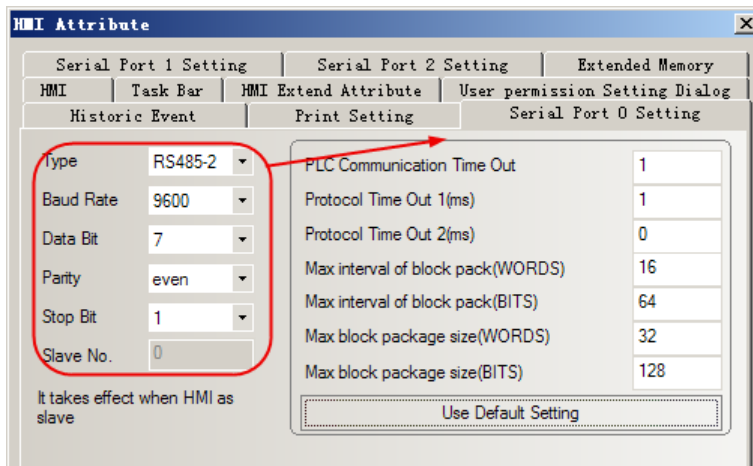 HMI Attribute
Serial Port 1 Setting
Serial Port 2 Setting
Extended Memory
HMI
Task Bar
HMI Extend Attribute
User permission Setting Dialog
Historic Event
Print Setting
Serial Port 0 Setting
Type
RS485-2
Baud Rate
9600
Data Bit
7
Parity
even
Stop Bit
1
Slave No.
0
It takes effect when HMI as
slave
PLC Communication Time Out
1
Protocol Time Out 1(ms)
1
Protocol Time Out 2(ms)
0
Max interval of block pack(WORDS)
16
Max interval of block pack(BITS)
64
Max block package size(WORDS)
32
Max block package size(BITS)
128
Use Default Setting